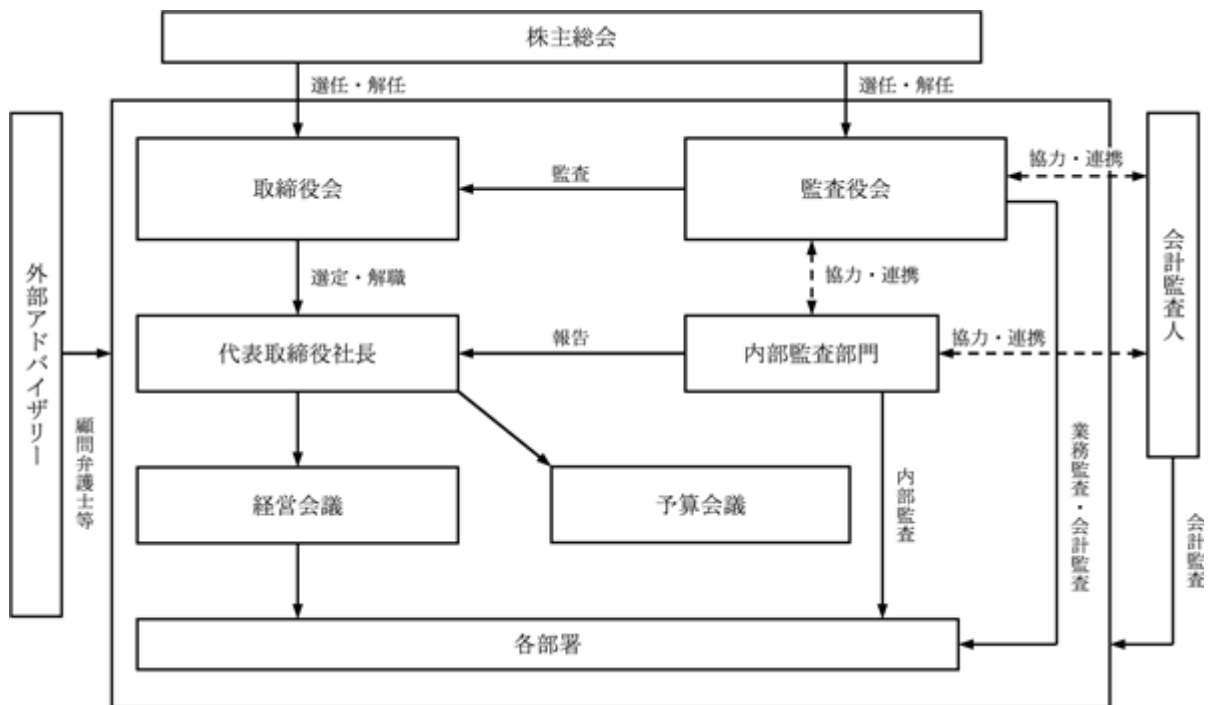 株主総会
選任・解任
選任・解任
取締役会
監査
監査役会
協力・連携
会計監査人
外部アドバイザリー
選定・解職
協力・連携
代表取締役社長
報告
内部監査部門
協力・連携
顧問弁護士等
経営会議
予算会議
内部監査
業務監査・会計監査
会計監査
各部署